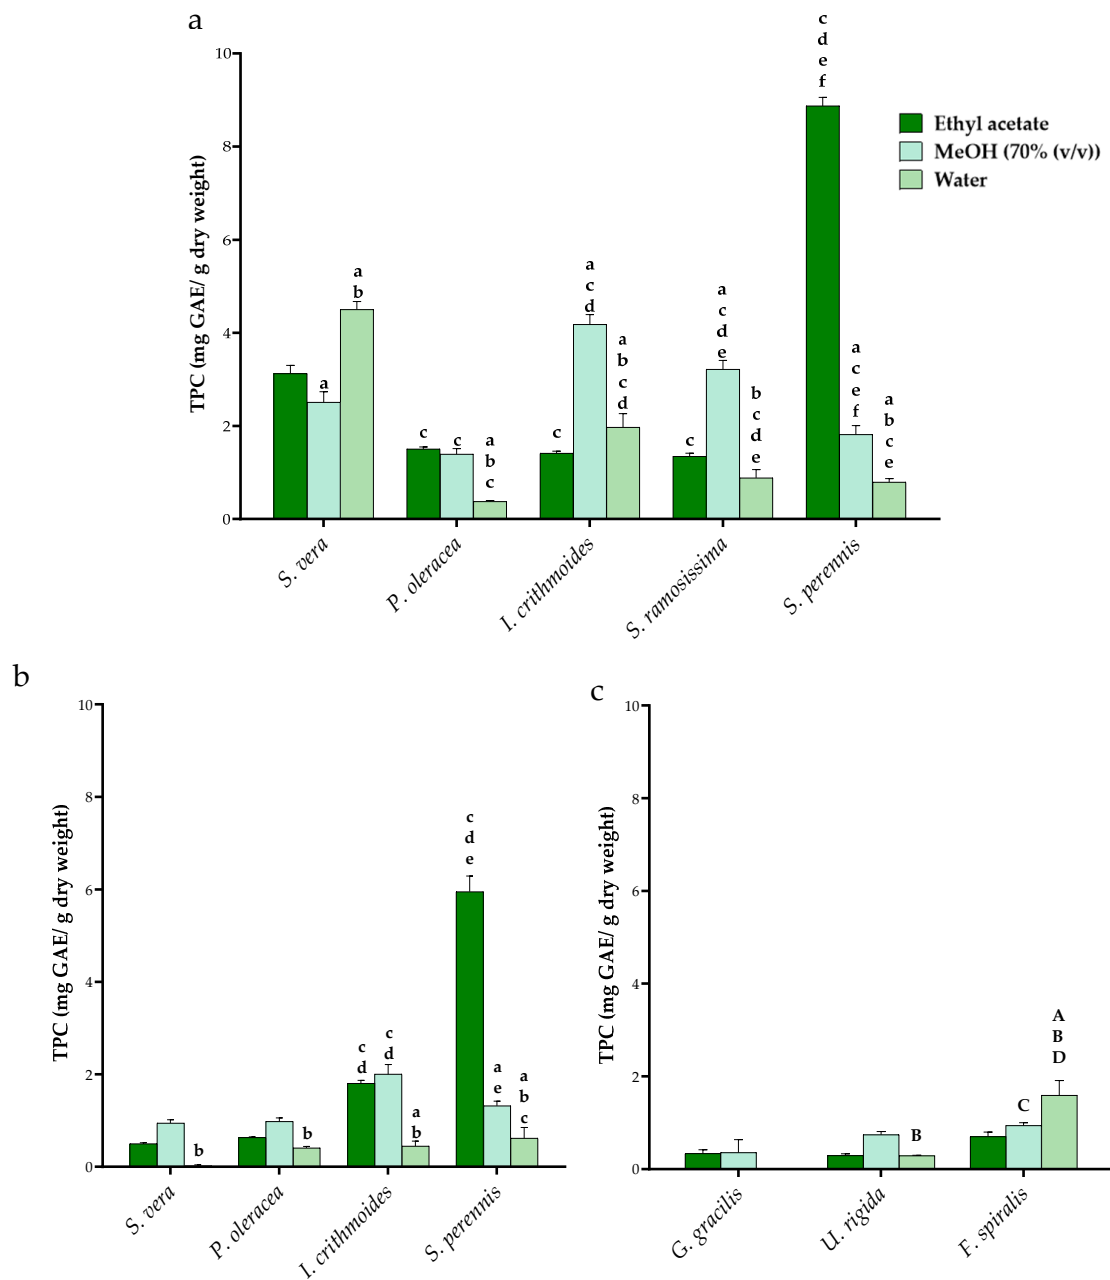 a
TPC (mg GAE/ g dry weight)
10
8
6
4
2
0
a
b
a
c
c
a
b
c
c
a
c
d
a
b
c
d
c
a
c
d
e
b
c
d
e
c
d
e
f
a
c
e
f
a
b
c
e
Ethyl acetate
MeOH (70% (v/v))
Water
S. vera
P. oleracea
I. crithmoides
S. ramosissima
S. perennis
b
TPC (mg GAE/ g dry weight)
10
8
6
4
2
0
b
b
c
d
c
d
a
b
c
d
e
a
e
a
b
c
S. vera
P. oleracea
I. crithmoides
S. perennis
c
TPC (mg GAE/ g dry weight)
10
8
6
4
2
0
B
C
A
B
D
G. gracilis
U. rigida
F. spiralis